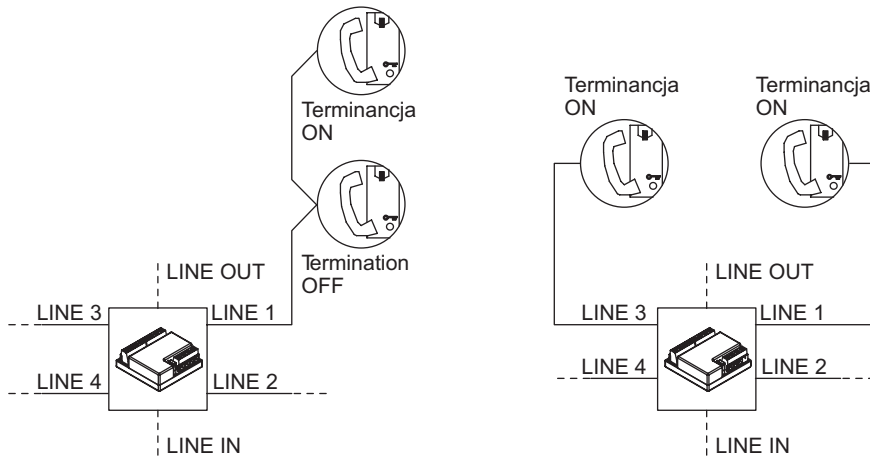 Terminancja
ON
Termination
OFF
LINE OUT
LINE 3
LINE 1
LINE 4
LINE 2
LINE IN
Terminancja
ON
Terminancja
ON
LINE OUT
LINE 3
LINE 1
LINE 4
LINE 2
LINE IN